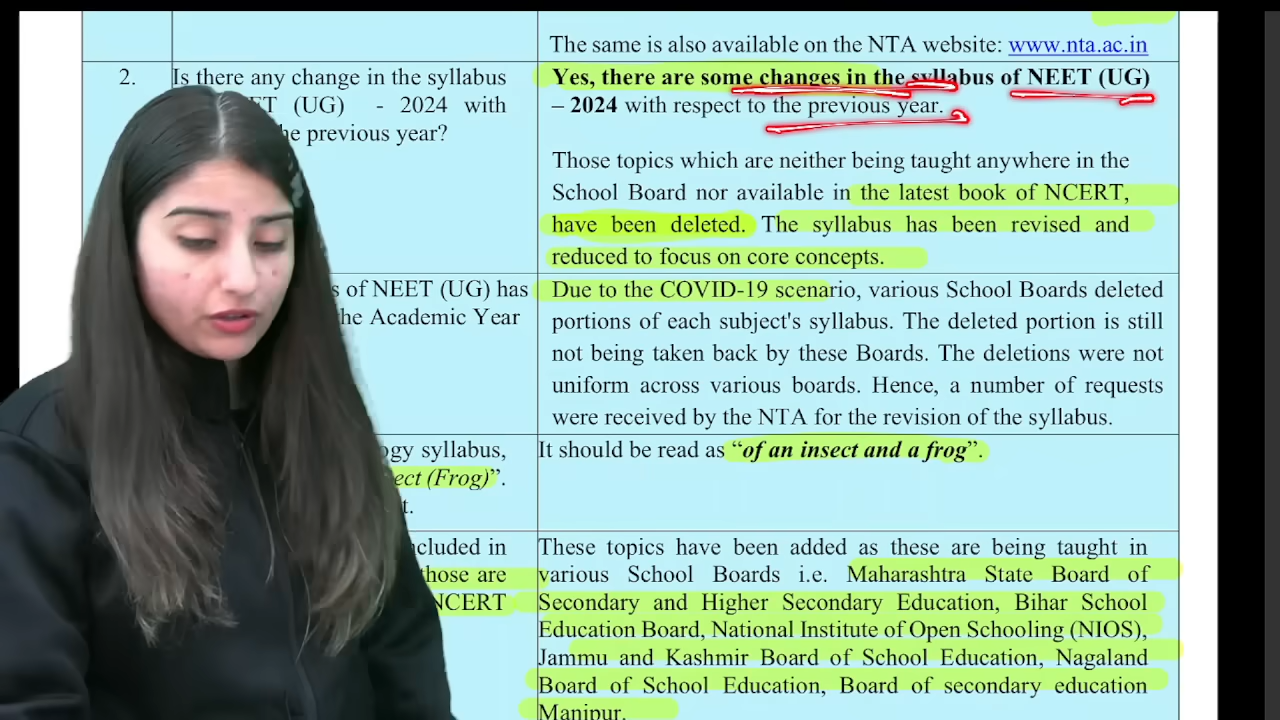 The same is also available on the NTA website: www.nta.ac.in
2.
Is there any change in the syllabus
(UG) - 2024 with
the previous year?
Yes, there are some changes in the syllabus of NEET (UG)
– 2024 with respect to the previous year.
Those topics which are neither being taught anywhere in the
School Board nor available in the latest book of NCERT,
have been deleted. The syllabus has been revised and
reduced to focus on core concepts.
of NEET (UG) has
the Academic Year
Due to the COVID-19 scenario, various School Boards deleted
portions of each subject's syllabus. The deleted portion is still
not being taken back by these Boards. The deletions were not
uniform across various boards. Hence, a number of requests
were received by the NTA for the revision of the syllabus.
syllabus,
(Frog)”.
It should be read as “of an insect and a frog”.
in
those are
NCERT
These topics have been added as these are being taught in
various School Boards i.e. Maharashtra State Board of
Secondary and Higher Secondary Education, Bihar School
Education Board, National Institute of Open Schooling (NIOS),
Jammu and Kashmir Board of School Education, Nagaland
Board of School Education, Board of secondary education
Manipur.